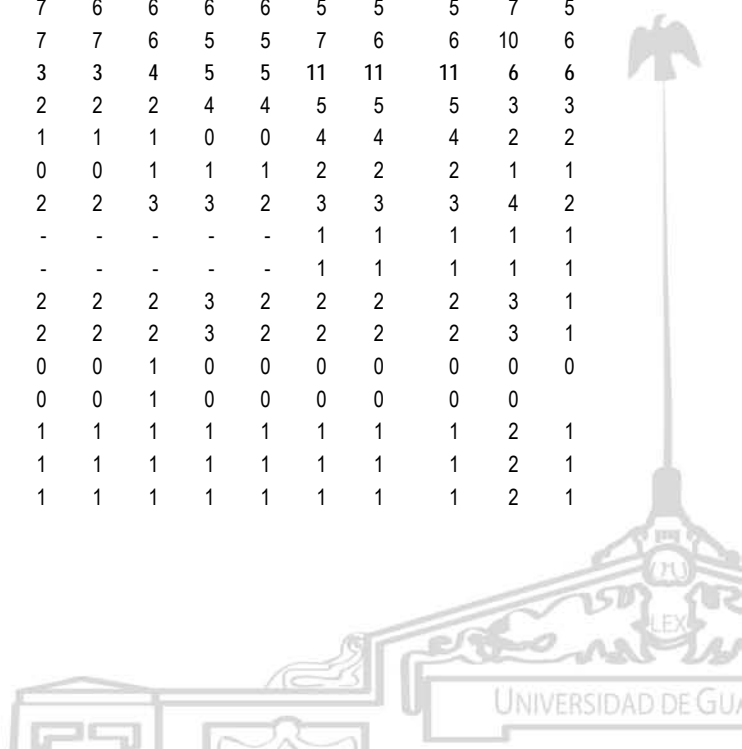 7 6 6 6 6 5 5 5 7 5
7 7 6 5 5 7 6 6 10 6
3 3 4 5 5 11 11 11 6 6
2 2 2 4 4 5 5 5 3 3
1 1 1 0 0 4 4 4 2 2
0 0 1 1 1 2 2 2 1 1
2 2 3 3 2 3 3 3 4 2
- - - - - 1 1 1 1 1
- - - - - 1 1 1 1 1
2 2 2 3 2 2 2 2 3 1
2 2 2 3 2 2 2 2 3 1
0 0 1 0 0 0 0 0 0 0
0 0 1 0 0 0 0 0 0
1 1 1 1 1 1 1 1 2 1
1 1 1 1 1 1 1 1 2 1
1 1 1 1 1 1 1 1 2 1
LEX
UNIVERSIDAD DE GUA